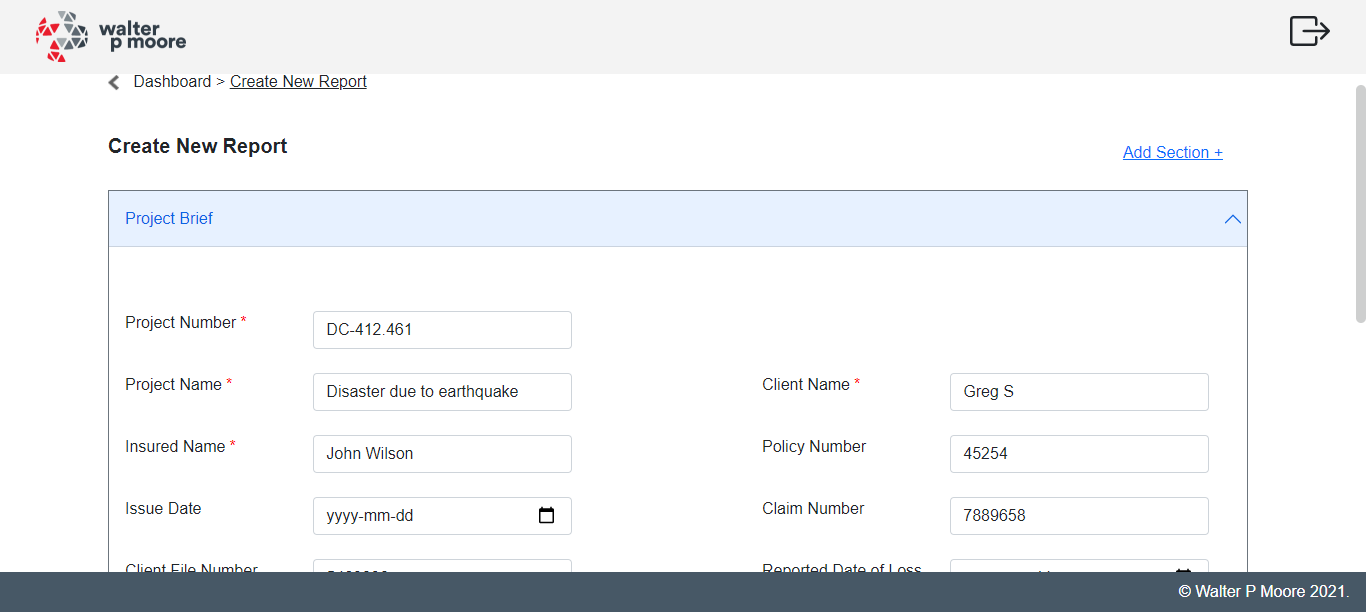 walter
p moore
Dashboard > Create New Report
Create New Report
Add Section +
Project Brief
Project Number *
DC-412.461
Project Name *
Disaster due to earthquake
Client Name *
Greg S
Insured Name *
John Wilson
Policy Number
45254
Issue Date
yyyy-mm-dd
Claim Number
7889658
Client File Number
Reported Date of Loss
© Walter P Moore 2021.